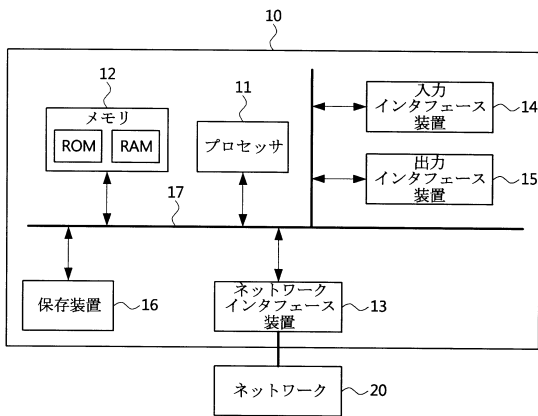 10
12
メモリ
ROM
RAM
11
プロセッサ
入力
インタフェース
装置
14
出力
インタフェース
装置
15
17
保存装置
16
ネットワーク
インタフェース
装置
13
ネットワーク
20